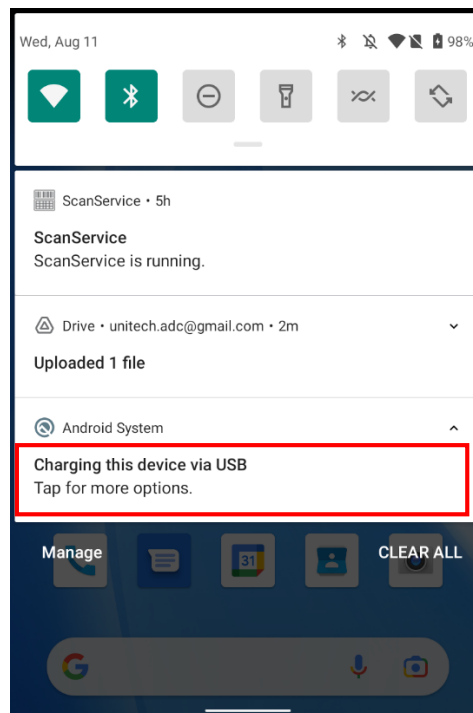 Wed, Aug 11 98%
ScanService • 5h
ScanService
ScanService is running.
Drive • unitech.adc@gmail.com • 2m
Uploaded 1 file
Android System
Charging this device via USB
Tap for more options.
Manage CLEAR ALL
31
G